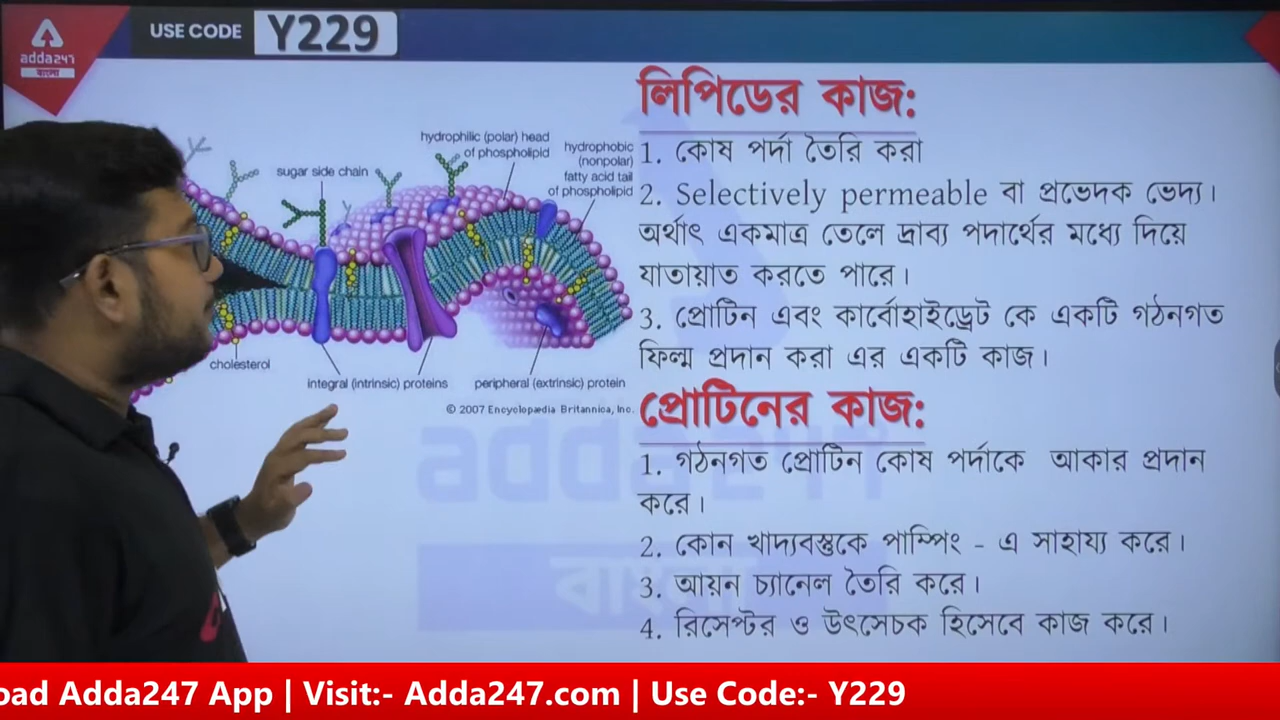 adda247
বাংলা
USE CODE
Y229
লিপিডের কাজ:
1. কোষ পর্দা তৈরি করা
2. Selectively permeable বা প্রভেদক ভেদ্য।
অর্থাৎ একমাত্র তেলে দ্রাব্য পদার্থের মধ্যে দিয়ে
যাতায়াত করতে পারে।
3. প্রোটিন এবং কার্বোহাইড্রেট কে একটি গঠনগত
ফিল্ম প্রদান করা এর একটি কাজ।
প্রোটিনের কাজ:
1. গঠনগত প্রোটিন কোষ পর্দাকে আকার প্রদান
করে।
2. কোন খাদ্যবস্তুকে পাম্পিং - এ সাহায্য করে।
3. আয়ন চ্যানেল তৈরি করে।
4. রিসেপ্টর ও উৎসেচক হিসেবে কাজ করে।
hydrophilic (polar) head
of phospholipid
hydrophobic
(nonpolar)
fatty acid tail
of phospholipid
sugar side chain
cholesterol
integral (intrinsic) proteins
peripheral (extrinsic) protein
© 2007 Encyclopædia Britannica, Inc.
adda247
বাংলা
oad Adda247 App | Visit:- Adda247.com | Use Code:- Y229